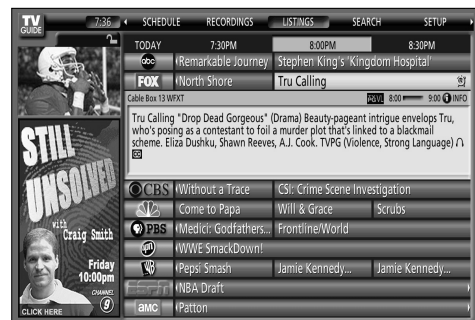 TV
GUIDE
7:36
SCHEDULE RECORDINGS LISTINGS SEARCH SETUP
TODAY 7:30PM 8:00PM 8:30PM
abc Remarkable Journey Stephen King's 'Kingdom Hospital'
FOX North Shore Tru Calling
Cable Box 13 WFXT 8:00 9:00 INFO
Tru Calling "Drop Dead Gorgeous" (Drama) Beauty-pageant intrigue envelops Tru,
who's posing as a contestant to foil a murder plot that's linked to a blackmail
scheme. Eliza Dushku, Shawn Reeves, A.J. Cook. TVPG (Violence, Strong Language)
CC
CBS Without a Trace CSI: Crime Scene Investigation
Come to Papa Will & Grace Scrubs
PBS Medici: Godfathers... Frontline/World
upn WWE SmackDown!
WB Pepsi Smash Jamie Kennedy... Jamie Kennedy...
ESPN NBA Draft
amc Patton
STILL
UNSOLVED
with
Craig Smith
Friday
10:00pm
CHANNEL
9
CLICK HERE